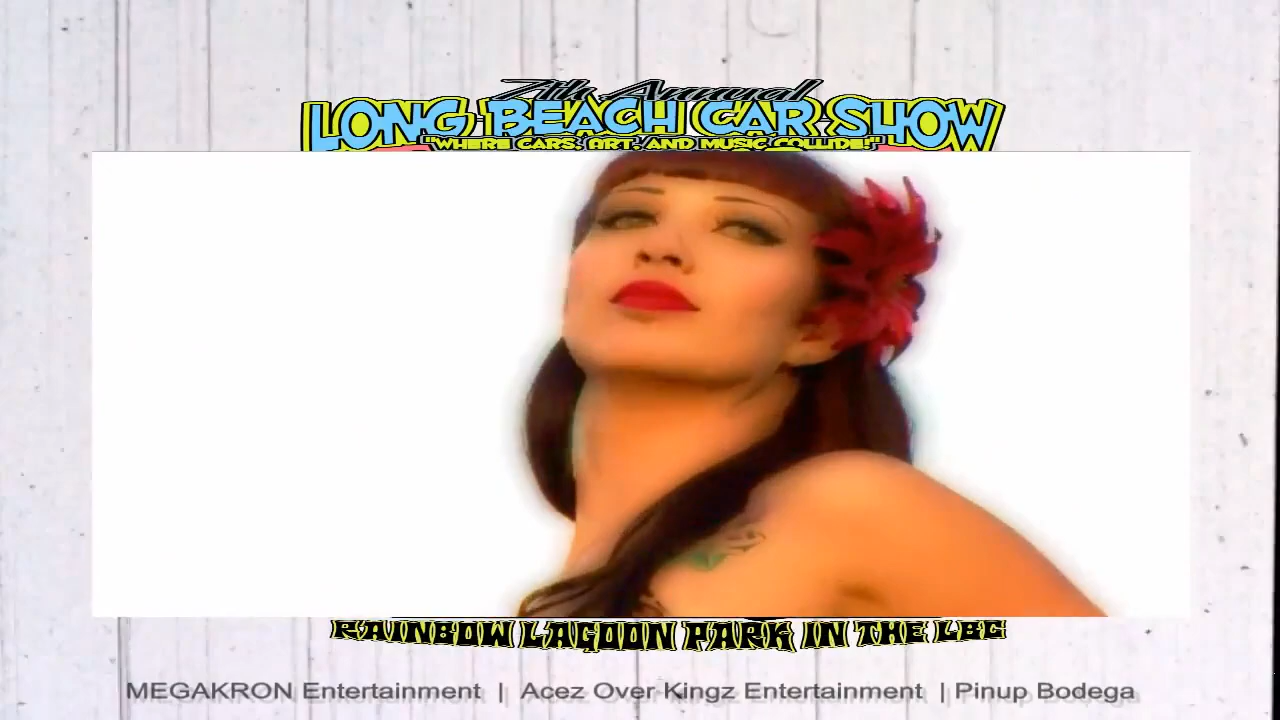 7th Annual
LONG BEACH CAR SHOW
"WHERE CARS, ART, AND MUSIC COLLIDE!"
RAINBOW LAGOON PARK IN THE LBC
MEGAKRON Entertainment | Acez Over Kingz Entertainment | Pinup Bodega